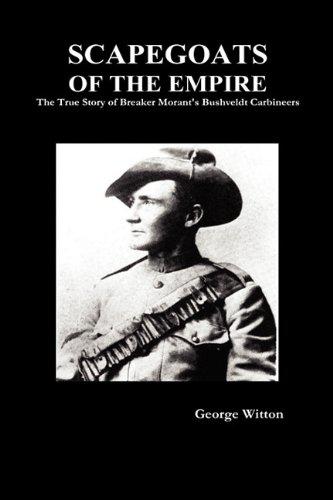 SCAPEGOATS
OF THE EMPIRE
The True Story of Breaker Morant's Bushveldt Carbineers
George Witton